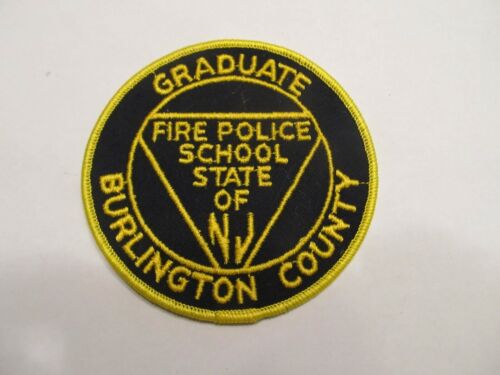 GRADUATE
FIRE POLICE
SCHOOL
STATE
OF
NJ
BURLINGTON COUNTY